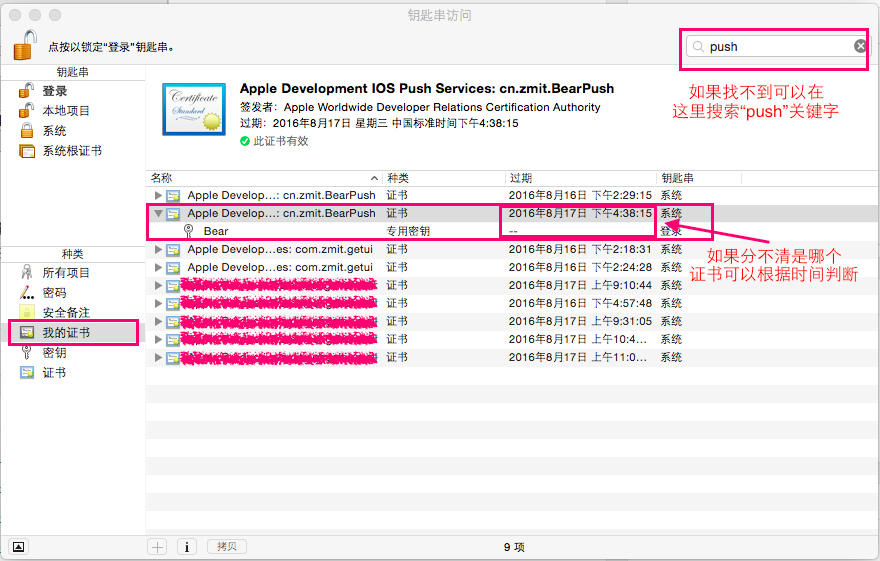 钥匙串访问
点按以锁定“登录”钥匙串。
push
如果找不到可以在
这里搜索“push”关键字
钥匙串
登录
本地项目
系统
系统根证书
Certificate
Standard
Apple Development IOS Push Services: cn.zmit.BearPush
签发者：Apple Worldwide Developer Relations Certification Authority
过期：2016年8月17日 星期三 中国标准时间下午4:38:15
此证书有效
名称 种类 过期 钥匙串
Apple Develop...: cn.zmit.BearPush 证书 2016年8月16日 下午2:29:15 系统
Apple Develop...: cn.zmit.BearPush 证书 2016年8月17日 下午4:38:15 系统
Bear 专用密钥 -- 登录
Apple Develop...es: com.zmit.getui 证书 2016年8月16日 下午2:18:31 系统
Apple Develop...es: com.zmit.getui 证书 2016年8月16日 下午2:24:28 系统
证书 2016年8月17日 上午9:10:44 系统
证书 2016年8月16日 下午4:57:48 系统
证书 2016年8月17日 上午9:31:05 系统
证书 2016年8月17日 上午10:4... 系统
证书 2016年8月17日 上午11:0... 系统
如果分不清是哪个
证书可以根据时间判断
种类
所有项目
密码
安全备注
我的证书
密钥
证书
拷贝
9 项